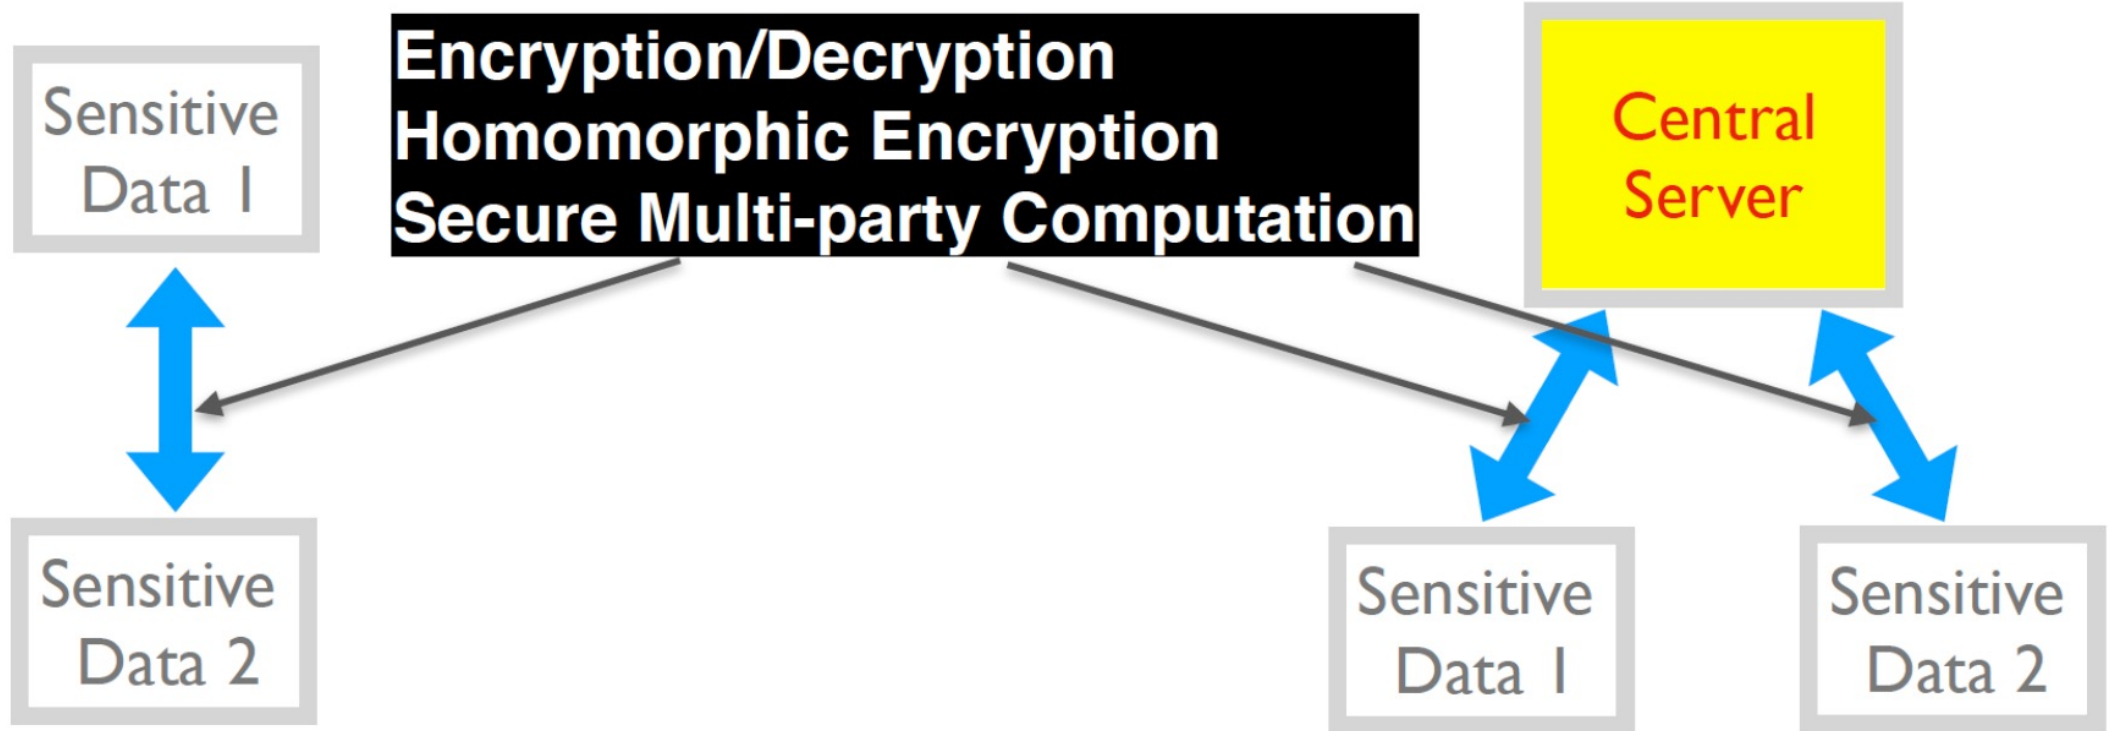 Sensitive
Data 1
Encryption/Decryption
Homomorphic Encryption
Secure Multi-party Computation
Central
Server
Sensitive
Data 2
Sensitive
Data 1
Sensitive
Data 2